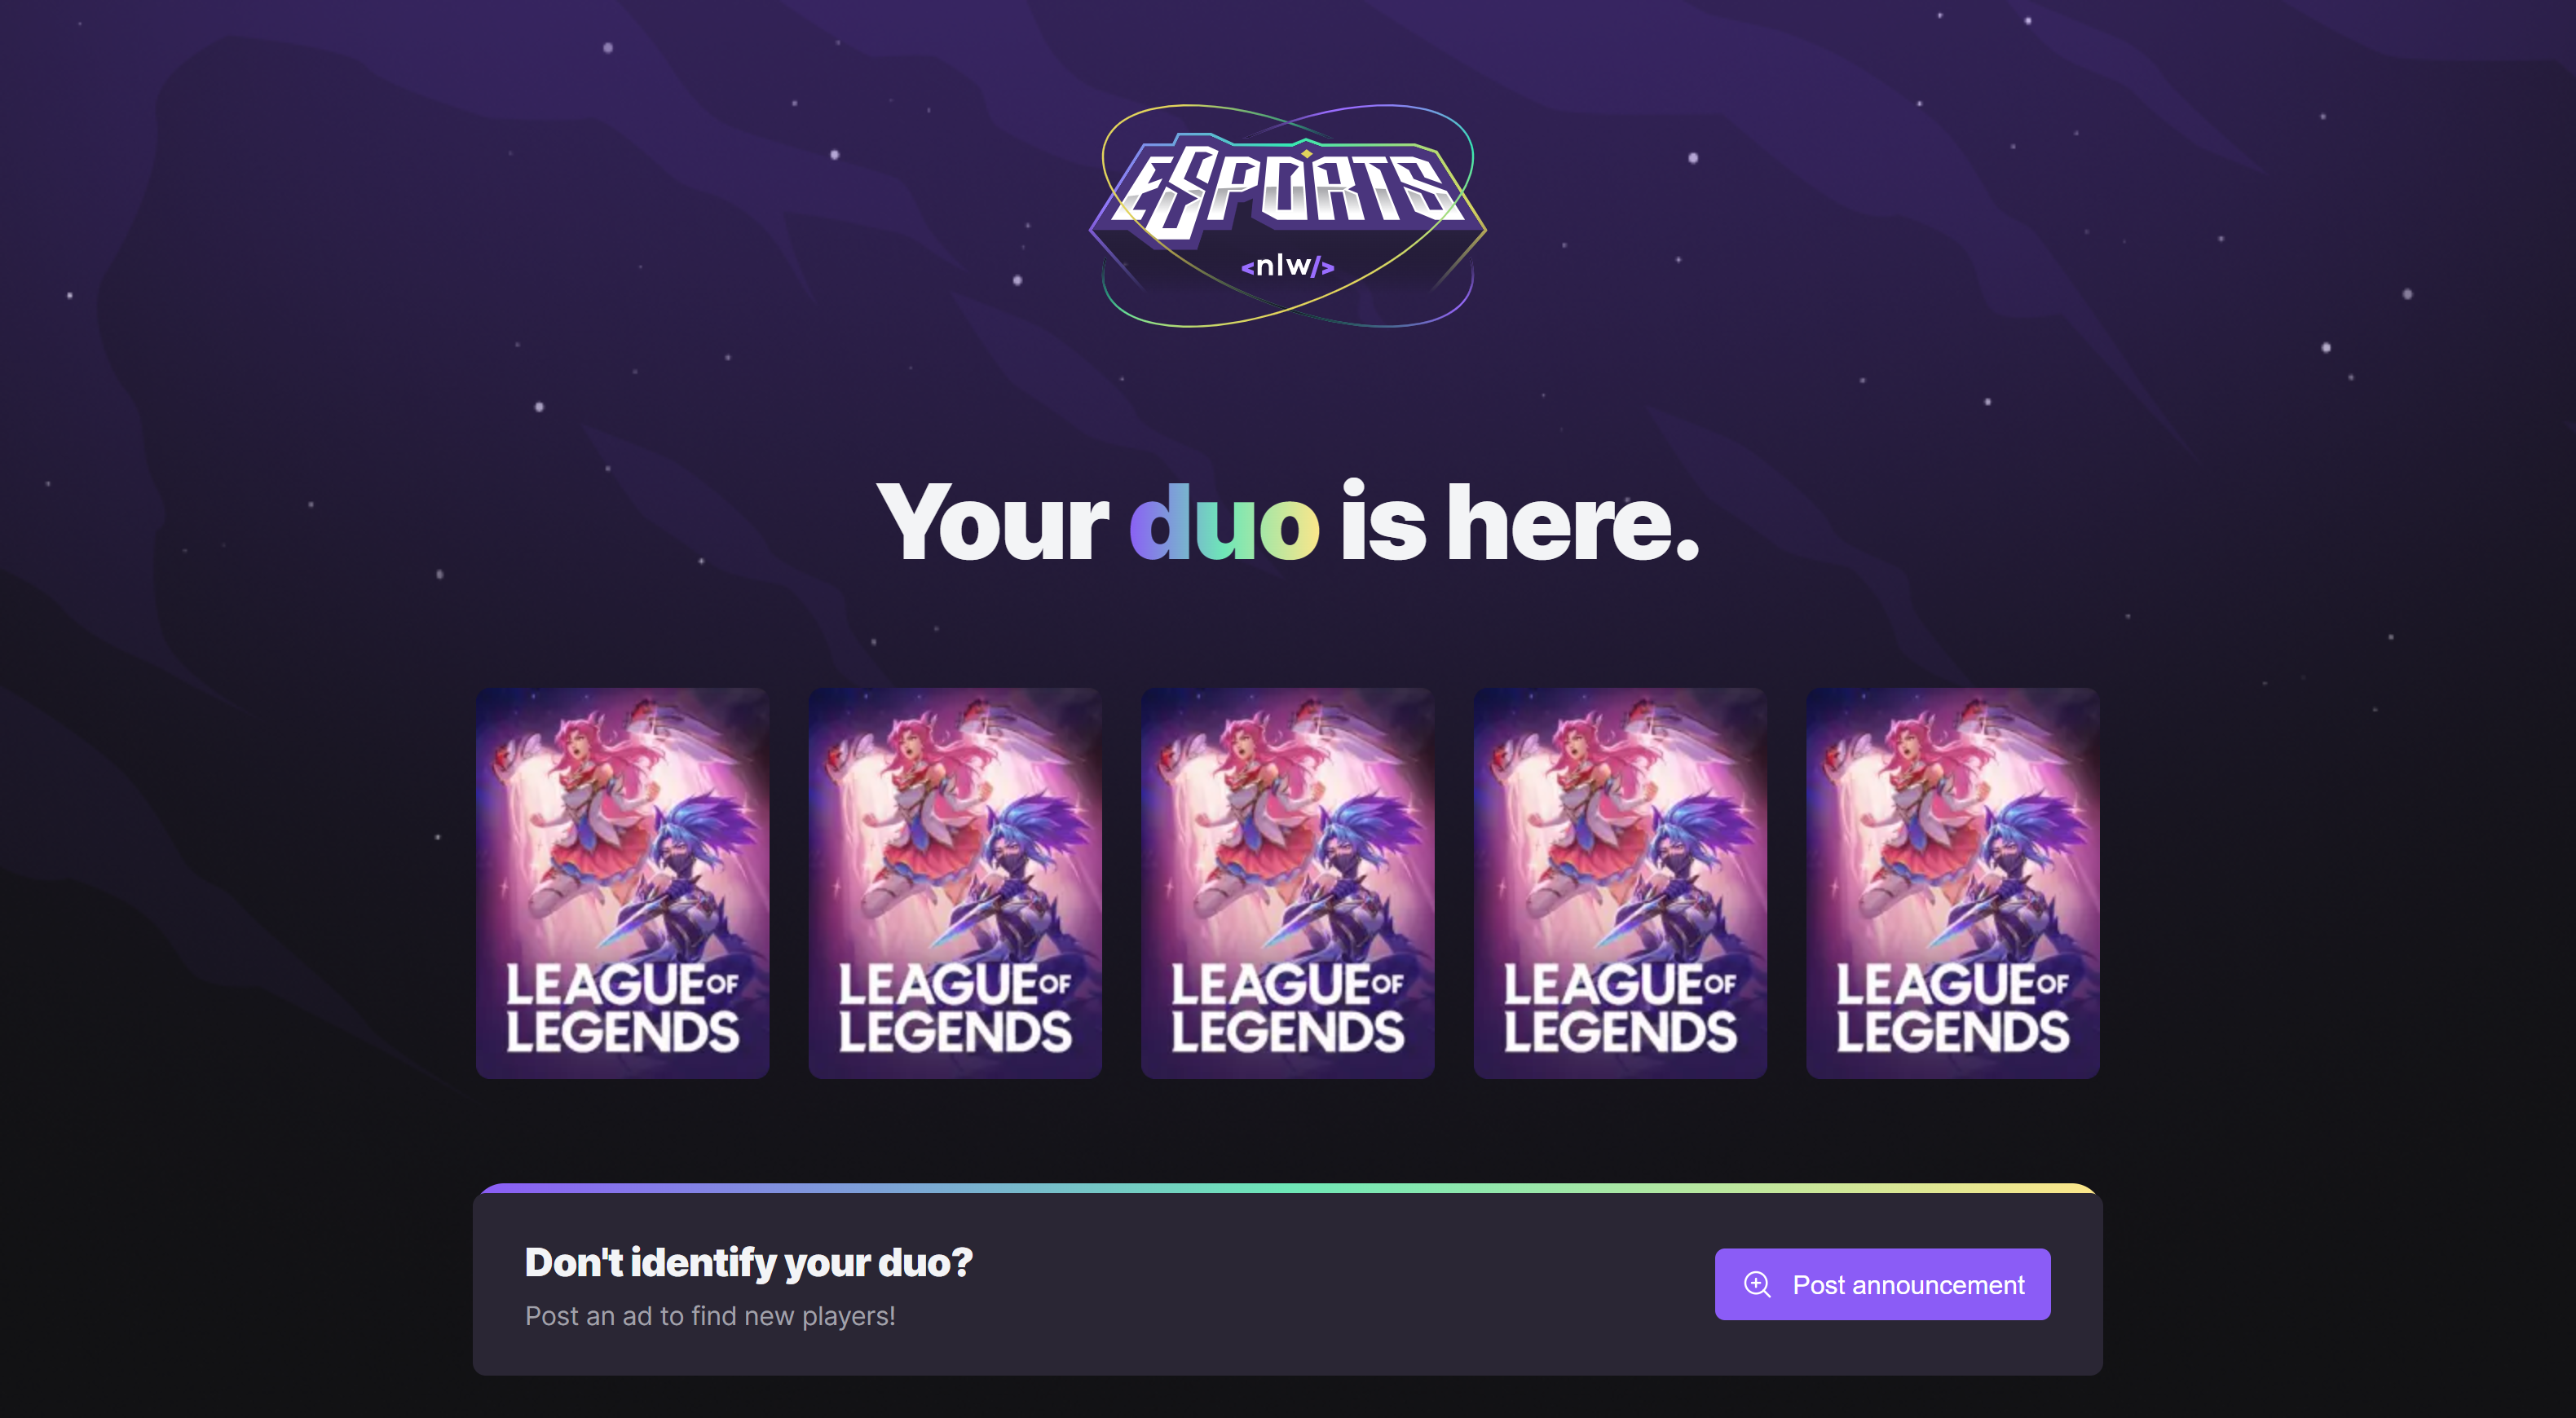 ESPORTS
<nlw/>
Your duo is here.
LEAGUE OF
LEGENDS
LEAGUE OF
LEGENDS
LEAGUE OF
LEGENDS
LEAGUE OF
LEGENDS
LEAGUE OF
LEGENDS
Don't identify your duo?
Post an ad to find new players!
Post announcement